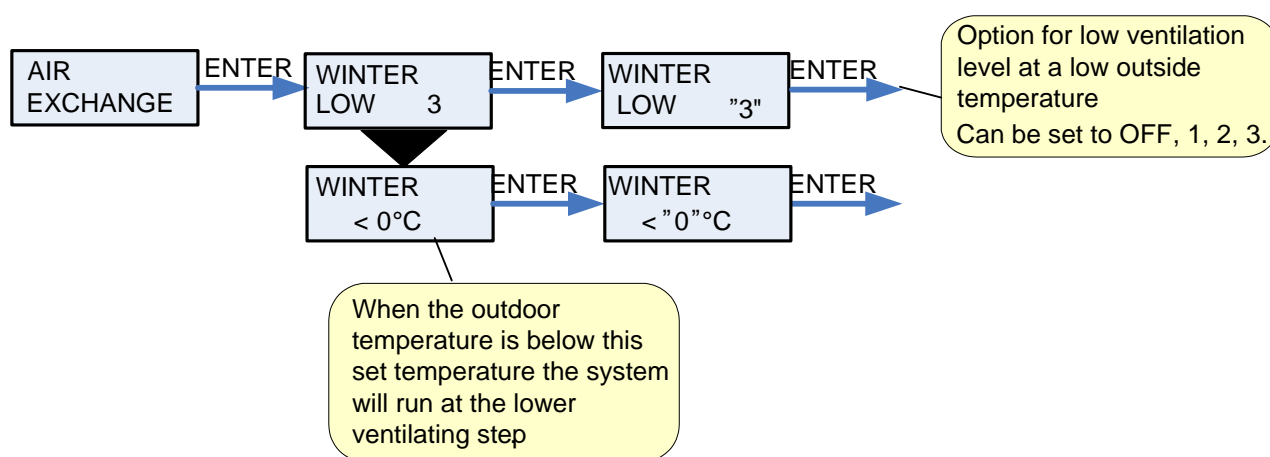 AIR
EXCHANGE
ENTER
WINTER
LOW 3
ENTER
WINTER
LOW ”3"
ENTER
Option for low ventilation
level at a low outside
temperature
Can be set to OFF, 1, 2, 3.
WINTER
< 0°C
ENTER
WINTER
< ”0”°C
ENTER
When the outdoor
temperature is below this
set temperature the system
will run at the lower
ventilating step